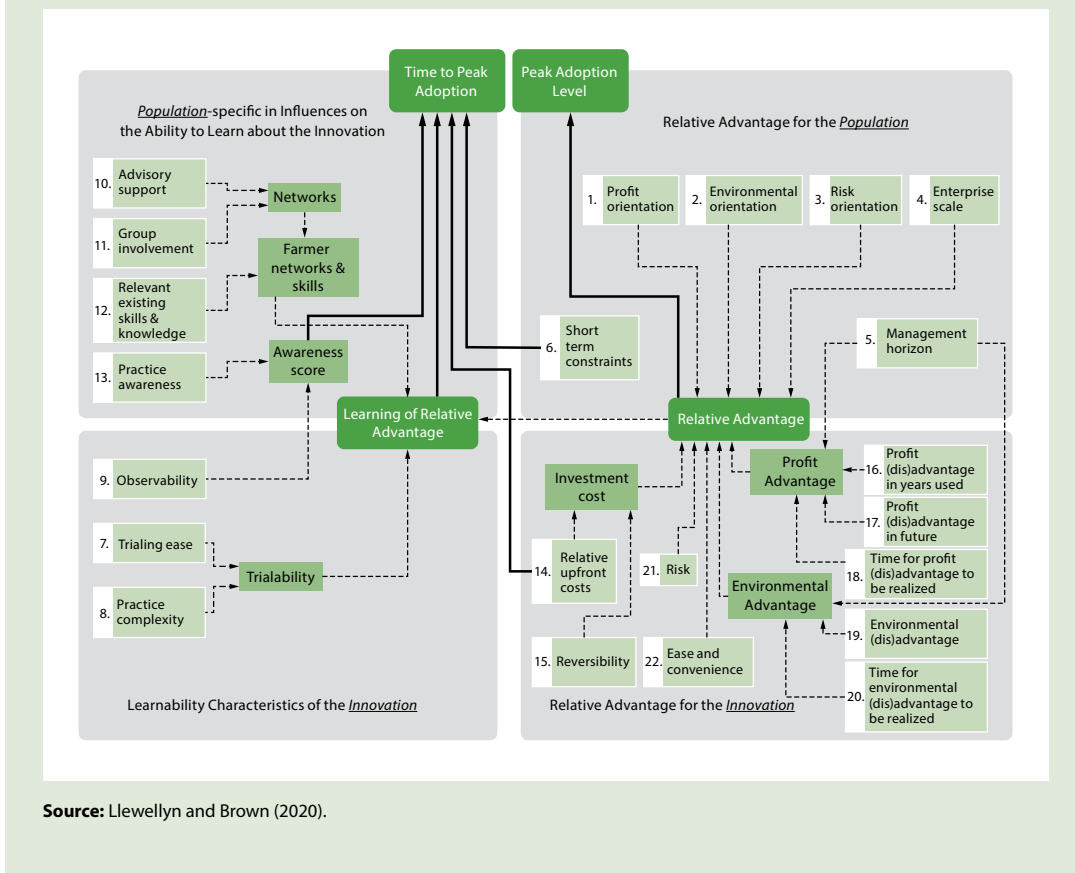 Time to Peak
Adoption
Peak Adoption
Level
Population-specific in Influences on
the Ability to Learn about the Innovation
Relative Advantage for the Population
10. Advisory
support
Networks
11. Group
involvement
Farmer
networks &
skills
12. Relevant
existing
skills &
knowledge
13. Practice
awareness
Awareness
score
1. Profit
orientation
2. Environmental
orientation
3. Risk
orientation
4. Enterprise
scale
5. Management
horizon
6. Short
term
constraints
Learning of Relative
Advantage
Relative Advantage
9. Observability
7. Trialing ease
Trialability
8. Practice
complexity
Learnability Characteristics of the Innovation
Investment
cost
Profit
Advantage
16. Profit
(dis)advantage
in years used
17. Profit
(dis)advantage
in future
14. Relative
upfront
costs
21. Risk
18. Time for profit
(dis)advantage to
be realized
Environmental
Advantage
19. Environmental
(dis)advantage
15. Reversibility
22. Ease and
convenience
20. Time for
environmental
(dis)advantage to
be realized
Relative Advantage for the Innovation
Source: Llewellyn and Brown (2020).